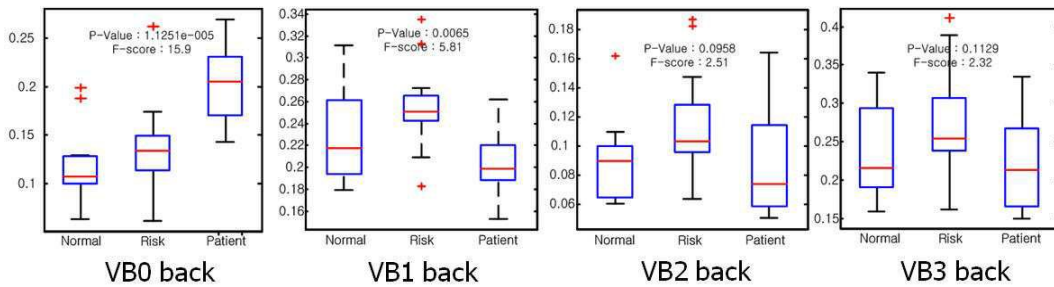 P-Value : 1.1251e-005
F-score : 15.9
0.25
0.2
0.15
0.1
Normal Risk Patient
VB0 back
0.34
0.32
0.3
0.28
0.26
0.24
0.22
0.2
0.18
0.16
P-Value : 0.0065
F-score : 5.81
Normal Risk Patient
VB1 back
0.18
0.16
0.14
0.12
0.1
0.08
0.06
P-Value : 0.0958
F-score : 2.51
Normal Risk Patient
VB2 back
0.4
0.35
0.3
0.25
0.2
0.15
P-Value : 0.1129
F-score : 2.32
Normal Risk Patient
VB3 back